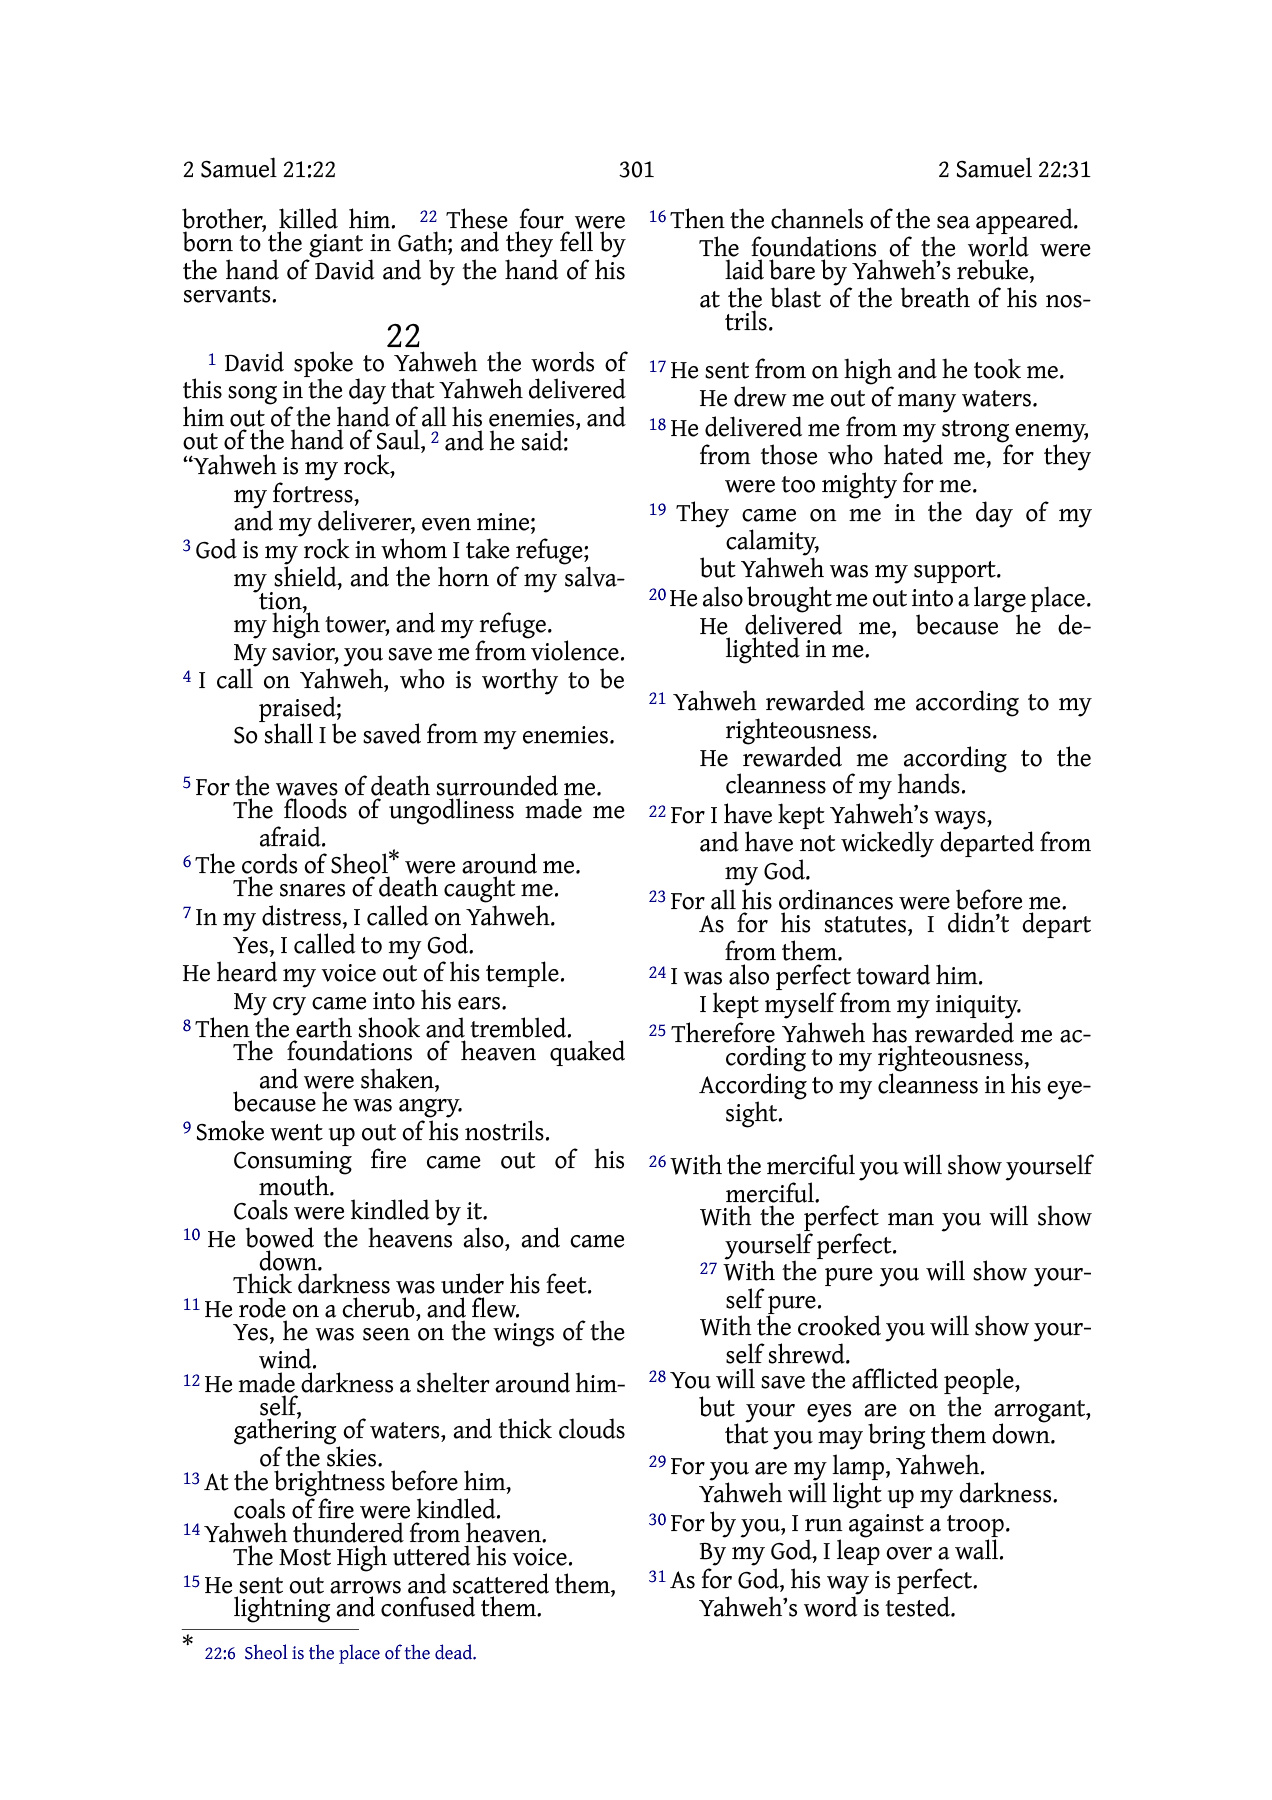 2 Samuel 21:22 301 2 Samuel 22:31
brother, killed him. 22 These four were
born to the giant in Gath; and they fell by
the hand of David and by the hand of his
servants.
22
1 David spoke to Yahweh the words of
this song in the day that Yahweh delivered
him out of the hand of all his enemies, and
out of the hand of Saul, 2 and he said:
“Yahweh is my rock,
my fortress,
and my deliverer, even mine;
3 God is my rock in whom I take refuge;
my shield, and the horn of my salva-
tion,
my high tower, and my refuge.
My savior, you save me from violence.
4 I call on Yahweh, who is worthy to be
praised;
So shall I be saved from my enemies.
5 For the waves of death surrounded me.
The floods of ungodliness made me
afraid.
6 The cords of Sheol* were around me.
The snares of death caught me.
7 In my distress, I called on Yahweh.
Yes, I called to my God.
He heard my voice out of his temple.
My cry came into his ears.
8 Then the earth shook and trembled.
The foundations of heaven quaked
and were shaken,
because he was angry.
9 Smoke went up out of his nostrils.
Consuming fire came out of his
mouth.
Coals were kindled by it.
10 He bowed the heavens also, and came
down.
Thick darkness was under his feet.
11 He rode on a cherub, and flew.
Yes, he was seen on the wings of the
wind.
12 He made darkness a shelter around him-
self,
gathering of waters, and thick clouds
of the skies.
13 At the brightness before him,
coals of fire were kindled.
14 Yahweh thundered from heaven.
The Most High uttered his voice.
15 He sent out arrows and scattered them,
lightning and confused them.
* 22:6 Sheol is the place of the dead.
16 Then the channels of the sea appeared.
The foundations of the world were
laid bare by Yahweh’s rebuke,
at the blast of the breath of his nos-
trils.
17 He sent from on high and he took me.
He drew me out of many waters.
18 He delivered me from my strong enemy,
from those who hated me, for they
were too mighty for me.
19 They came on me in the day of my
calamity,
but Yahweh was my support.
20 He also brought me out into a large place.
He delivered me, because he de-
lighted in me.
21 Yahweh rewarded me according to my
righteousness.
He rewarded me according to the
cleanness of my hands.
22 For I have kept Yahweh’s ways,
and have not wickedly departed from
my God.
23 For all his ordinances were before me.
As for his statutes, I didn’t depart
from them.
24 I was also perfect toward him.
I kept myself from my iniquity.
25 Therefore Yahweh has rewarded me ac-
cording to my righteousness,
According to my cleanness in his eye-
sight.
26 With the merciful you will show yourself
merciful.
With the perfect man you will show
yourself perfect.
27 With the pure you will show your-
self pure.
With the crooked you will show your-
self shrewd.
28 You will save the afflicted people,
but your eyes are on the arrogant,
that you may bring them down.
29 For you are my lamp, Yahweh.
Yahweh will light up my darkness.
30 For by you, I run against a troop.
By my God, I leap over a wall.
31 As for God, his way is perfect.
Yahweh’s word is tested.